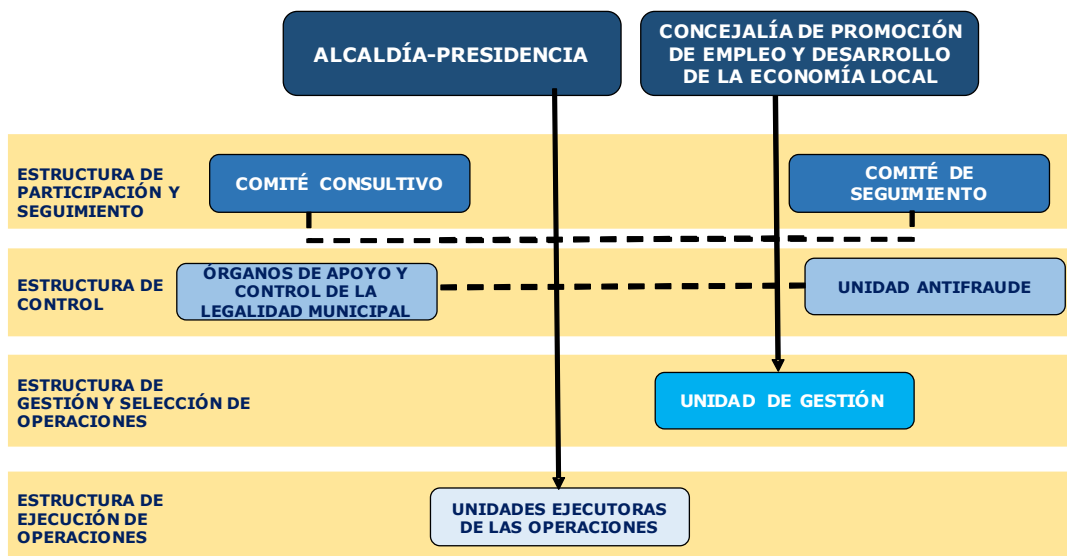 ALCALDÍA-PRESIDENCIA
CONCEJALÍA DE PROMOCIÓN
DE EMPLEO Y DESARROLLO
DE LA ECONOMÍA LOCAL
ESTRUCTURA DE
PARTICIPACIÓN Y
SEGUIMIENTO
COMITÉ CONSULTIVO
COMITÉ DE
SEGUIMIENTO
ESTRUCTURA DE
CONTROL
ÓRGANOS DE APOYO Y
CONTROL DE LA
LEGALIDAD MUNICIPAL
UNIDAD ANTIFRAUDE
ESTRUCTURA DE
GESTIÓN Y SELECCIÓN DE
OPERACIONES
UNIDAD DE GESTIÓN
ESTRUCTURA DE
EJECUCIÓN DE
OPERACIONES
UNIDADES EJECUTORAS
DE LAS OPERACIONES